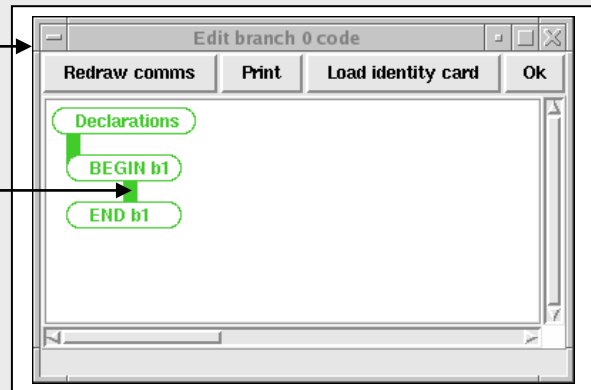 Edit branch 0 code
Redraw comms Print Load identity card Ok
Declarations
BEGIN b1
END b1